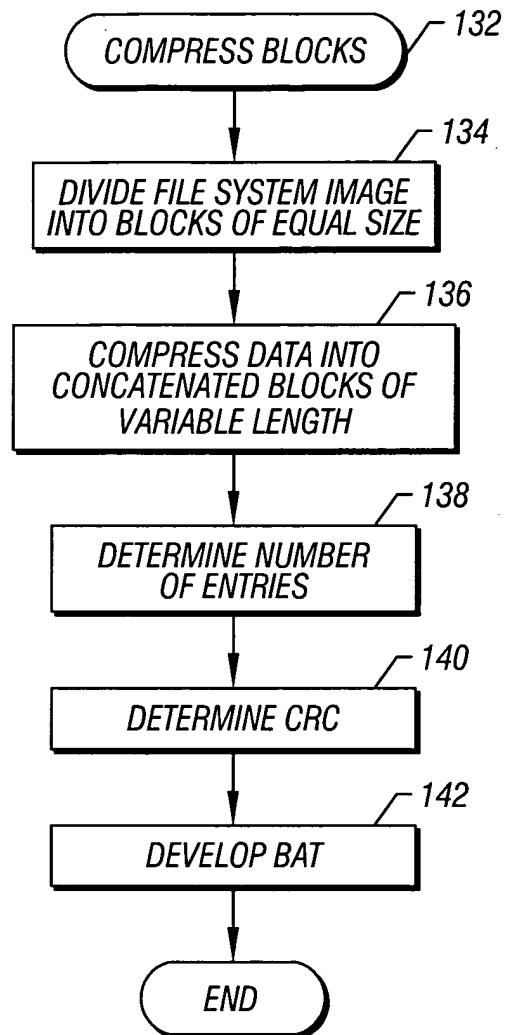 COMPRESS BLOCKS
132
134
DIVIDE FILE SYSTEM IMAGE
INTO BLOCKS OF EQUAL SIZE
136
COMPRESS DATA INTO
CONCATENATED BLOCKS OF
VARIABLE LENGTH
138
DETERMINE NUMBER
OF ENTRIES
140
DETERMINE CRC
142
DEVELOP BAT
END